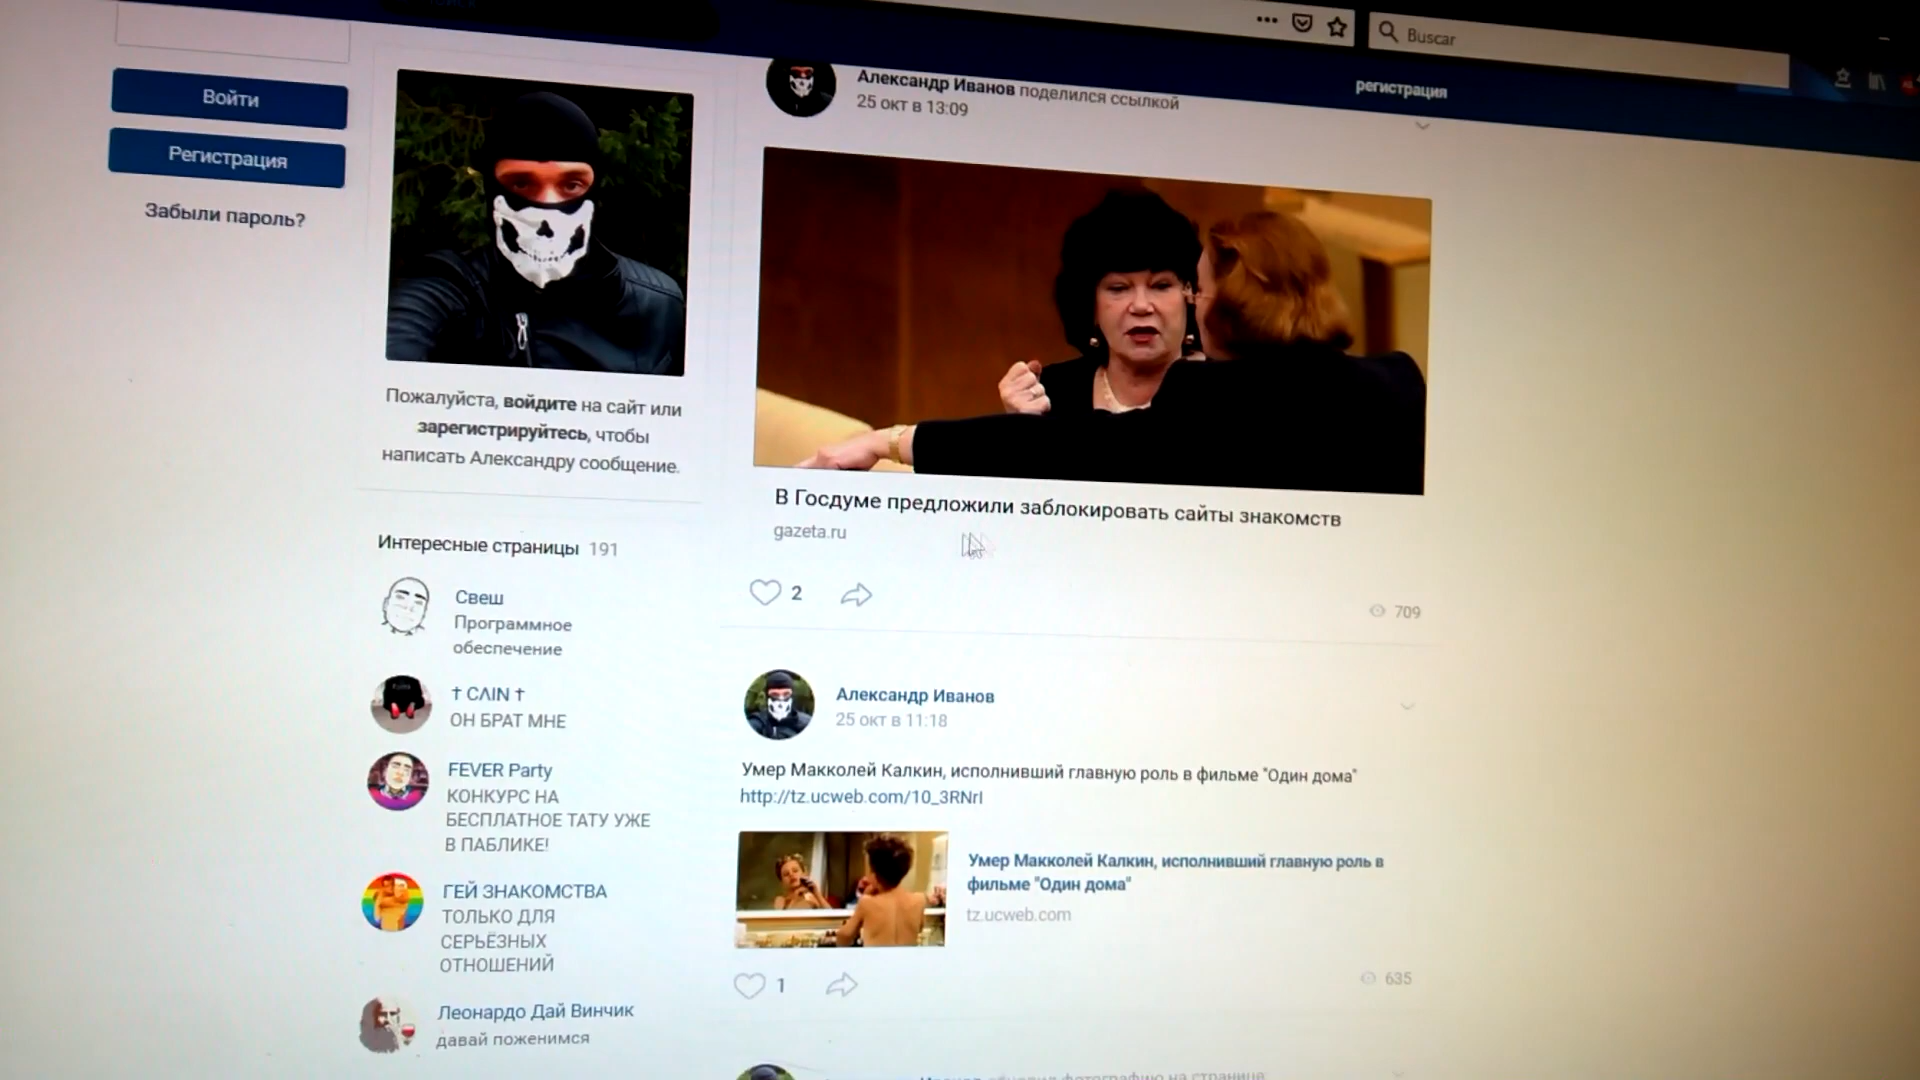 Buscar
регистрация
Войти
Регистрация
Забыли пароль?
Пожалуйста, войдите на сайт или
зарегистрируйтесь, чтобы
написать Александру сообщение.
Интересные страницы 191
Свеш
Программное
обеспечение
† CΛIN †
ОН БРАТ МНЕ
FEVER Party
КОНКУРС НА
БЕСПЛАТНОЕ ТАТУ УЖЕ
В ПАБЛИКЕ!
ГЕЙ ЗНАКОМСТВА
ТОЛЬКО ДЛЯ
СЕРЬЁЗНЫХ
ОТНОШЕНИЙ
Леонардо Дай Винчик
давай поженимся
Александр Иванов поделился ссылкой
25 окт в 13:09
В Госдуме предложили заблокировать сайты знакомств
gazeta.ru
2
709
Александр Иванов
25 окт в 11:18
Умер Макколей Калкин, исполнивший главную роль в фильме "Один дома"
http://tz.ucweb.com/10_3RNrI
Умер Макколей Калкин, исполнивший главную роль в
фильме "Один дома"
tz.ucweb.com
1
635